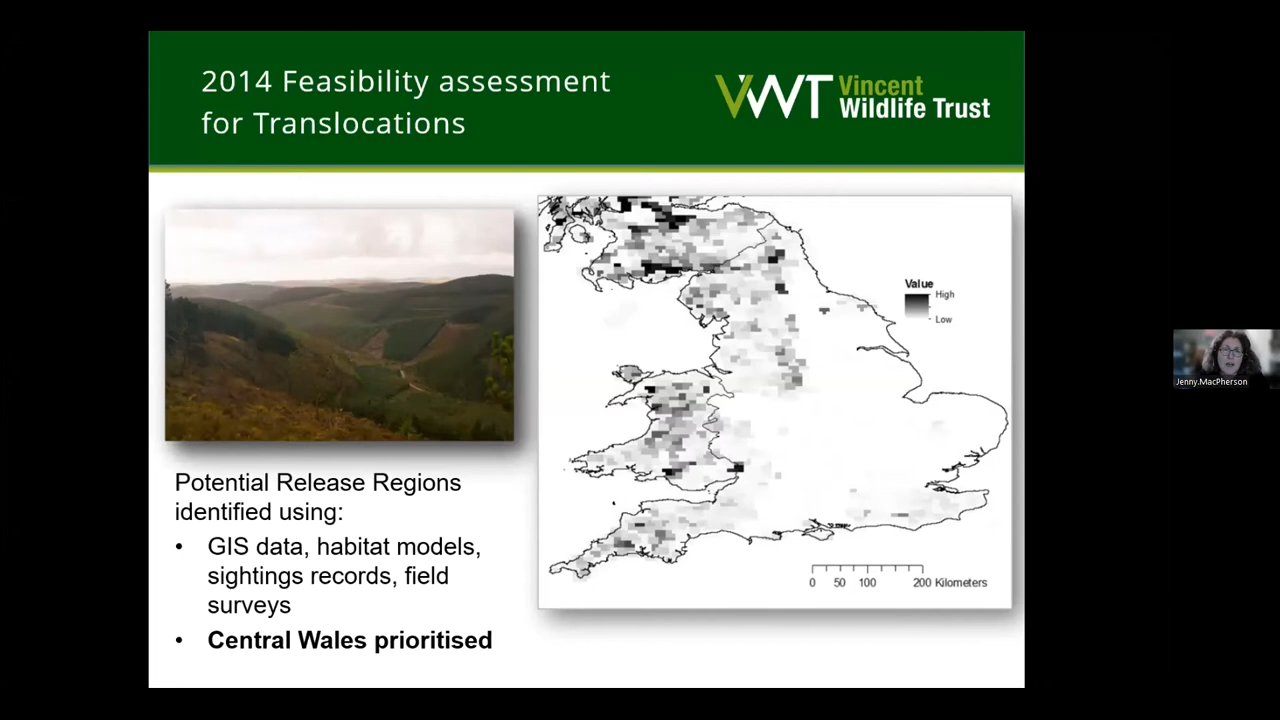 2014 Feasibility assessment
for Translocations
VWT Vincent
Wildlife Trust
Value
High
Low
0 50 100 200 Kilometers
Potential Release Regions
identified using:
• GIS data, habitat models,
sightings records, field
surveys
• Central Wales prioritised
Jenny.MacPherson